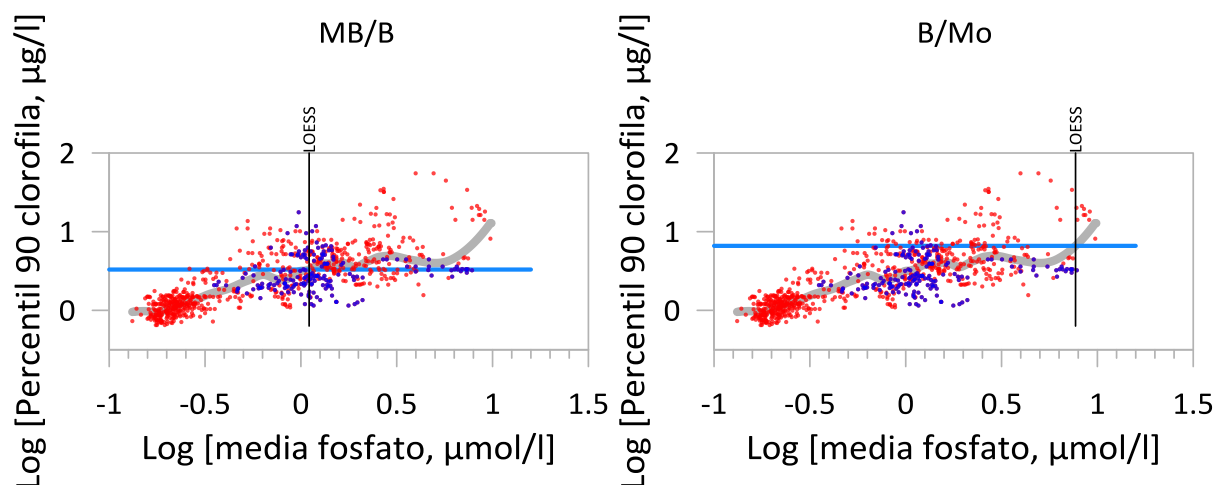 MB/B
Log [Percentil 90 clorofila, µg/l]
LOESS
2
1
0
-1
-0.5
0
0.5
1
1.5
Log [media fosfato, µmol/l]
B/Mo
Log [Percentil 90 clorofila, µg/l]
LOESS
2
1
0
-1
-0.5
0
0.5
1
1.5
Log [media fosfato, µmol/l]